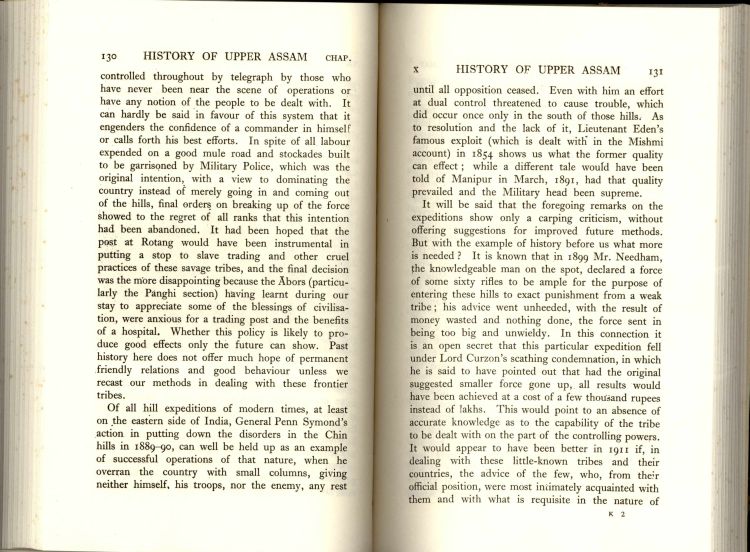 130 HISTORY OF UPPER ASSAM CHAP.
controlled throughout by telegraph by those who
have never been near the scene of operations or
have any notion of the people to be dealt with. It
can hardly be said in favour of this system that it
engenders the confidence of a commander in himself
or calls forth his best efforts. In spite of all labour
expended on a good mule road and stockades built
to be garrisoned by Military Police, which was the
original intention, with a view to dominating the
country instead of merely going in and coming out
of the hills, final orders on breaking up of the force
showed to the regret of all ranks that this intention
had been abandoned. It had been hoped that the
post at Rotang would have been instrumental in
putting a stop to slave trading and other cruel
practices of these savage tribes, and the final decision
was the more disappointing because the Ābors (particu-
larly the Pānghi section) having learnt during our
stay to appreciate some of the blessings of civilisa-
tion, were anxious for a trading post and the benefits
of a hospital. Whether this policy is likely to pro-
duce good effects only the future can show. Past
history here does not offer much hope of permanent
friendly relations and good behaviour unless we
recast our methods in dealing with these frontier
tribes.
Of all hill expeditions of modern times, at least
on the eastern side of India, General Penn Symond's
action in putting down the disorders in the Chin
hills in 1889–90, can well be held up as an example
of successful operations of that nature, when he
overran the country with small columns, giving
neither himself, his troops, nor the enemy, any rest
X HISTORY OF UPPER ASSAM 131
until all opposition ceased. Even with him an effort
at dual control threatened to cause trouble, which
did occur once only in the south of those hills. As
to resolution and the lack of it, Lieutenant Eden's
famous exploit (which is dealt with in the Mishmi
account) in 1854 shows us what the former quality
can effect; while a different tale would have been
told of Manipur in March, 1891, had that quality
prevailed and the Military head been supreme.
It will be said that the foregoing remarks on the
expeditions show only a carping criticism, without
offering suggestions for improved future methods.
But with the example of history before us what more
is needed? It is known that in 1899 Mr. Needham,
the knowledgeable man on the spot, declared a force
of some sixty rifles to be ample for the purpose of
entering these hills to exact punishment from a weak
tribe; his advice went unheeded, with the result of
money wasted and nothing done, the force sent in
being too big and unwieldy. In this connection it
is an open secret that this particular expedition fell
under Lord Curzon's scathing condemnation, in which
he is said to have pointed out that had the original
suggested smaller force gone up, all results would
have been achieved at a cost of a few thousand rupees
instead of lakhs. This would point to an absence of
accurate knowledge as to the capability of the tribe
to be dealt with on the part of the controlling powers.
It would appear to have been better in 1911 if, in
dealing with these little-known tribes and their
countries, the advice of the few, who, from their
official position, were most intimately acquainted with
them and with what is requisite in the nature of
K 2